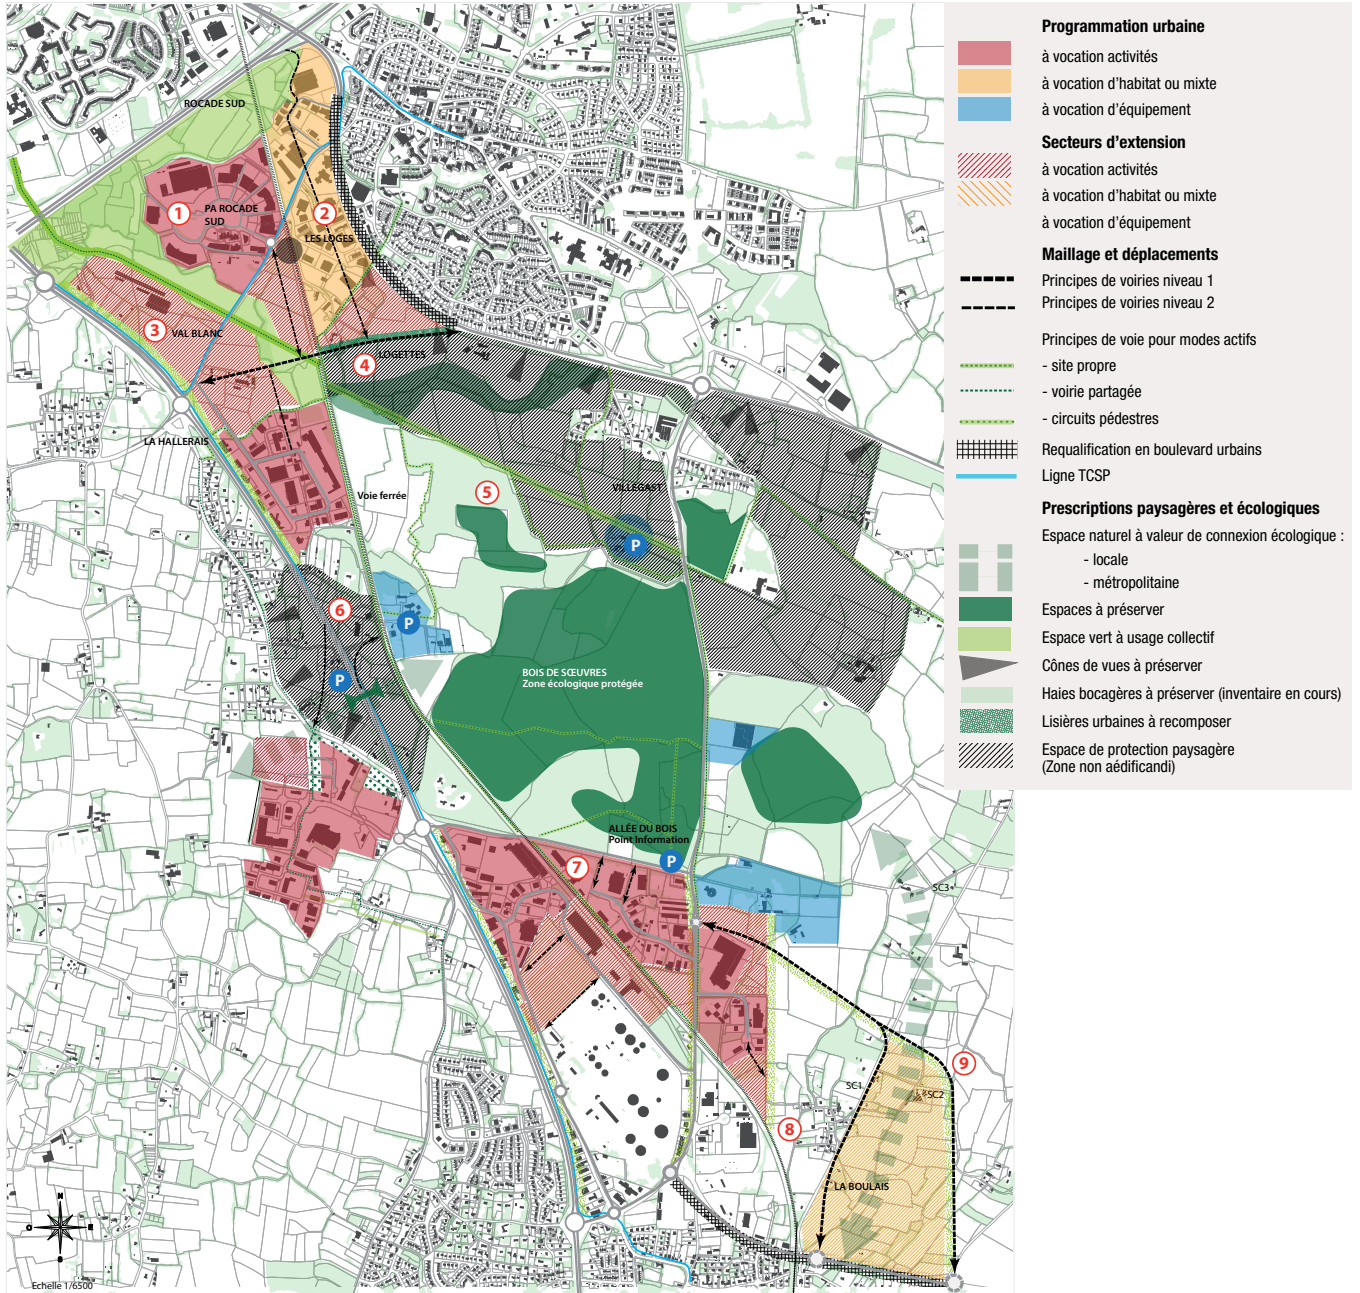 ROCADE SUD
1
PA ROCADE
SUD
2
LES LOGES
3
VAL BLANC
4
LOGETTES
LA HALLERAIS
Voie ferrée
5
VILLEGAST
P
6
P
P
BOIS DE SŒUVRES
Zone écologique protégée
ALLÉE DU BOIS
Point Information
P
7
SC3
SC1
SC2
9
8
LA BOULAIS
N
O
E
S
Echelle 1/6500
Programmation urbaine
à vocation activités
à vocation d'habitat ou mixte
à vocation d'équipement
Secteurs d'extension
à vocation activités
à vocation d'habitat ou mixte
à vocation d'équipement
Maillage et déplacements
Principes de voiries niveau 1
Principes de voiries niveau 2
Principes de voie pour modes actifs
- site propre
- voirie partagée
- circuits pédestres
Requalification en boulevard urbains
Ligne TCSP
Prescriptions paysagères et écologiques
Espace naturel à valeur de connexion écologique :
- locale
- métropolitaine
Espaces à préserver
Espace vert à usage collectif
Cônes de vues à préserver
Haies bocagères à préserver (inventaire en cours)
Lisières urbaines à recomposer
Espace de protection paysagère
(Zone non aédificandi)